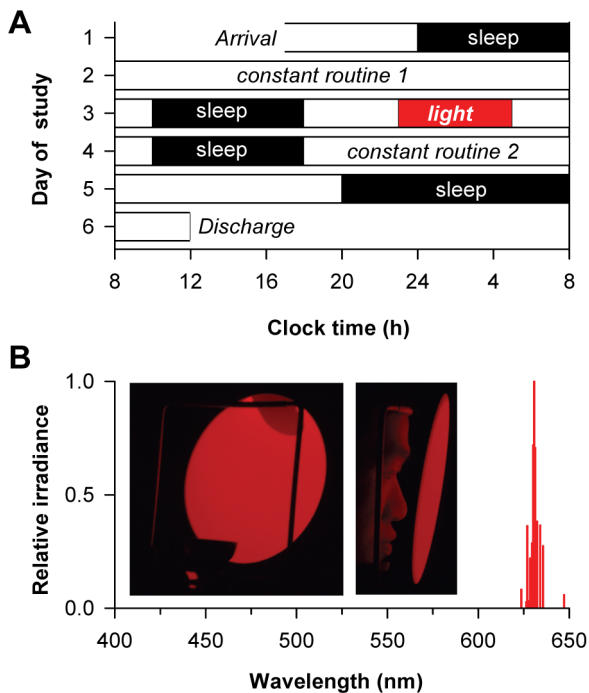 A
1 Arrival sleep
2 constant routine 1
3 sleep light
4 sleep constant routine 2
5 sleep
6 Discharge
Day of study
8 12 16 20 24 4 8
Clock time (h)
B
1.0
0.5
0.0
Relative irradiance
400 450 500 550 600 650
Wavelength (nm)